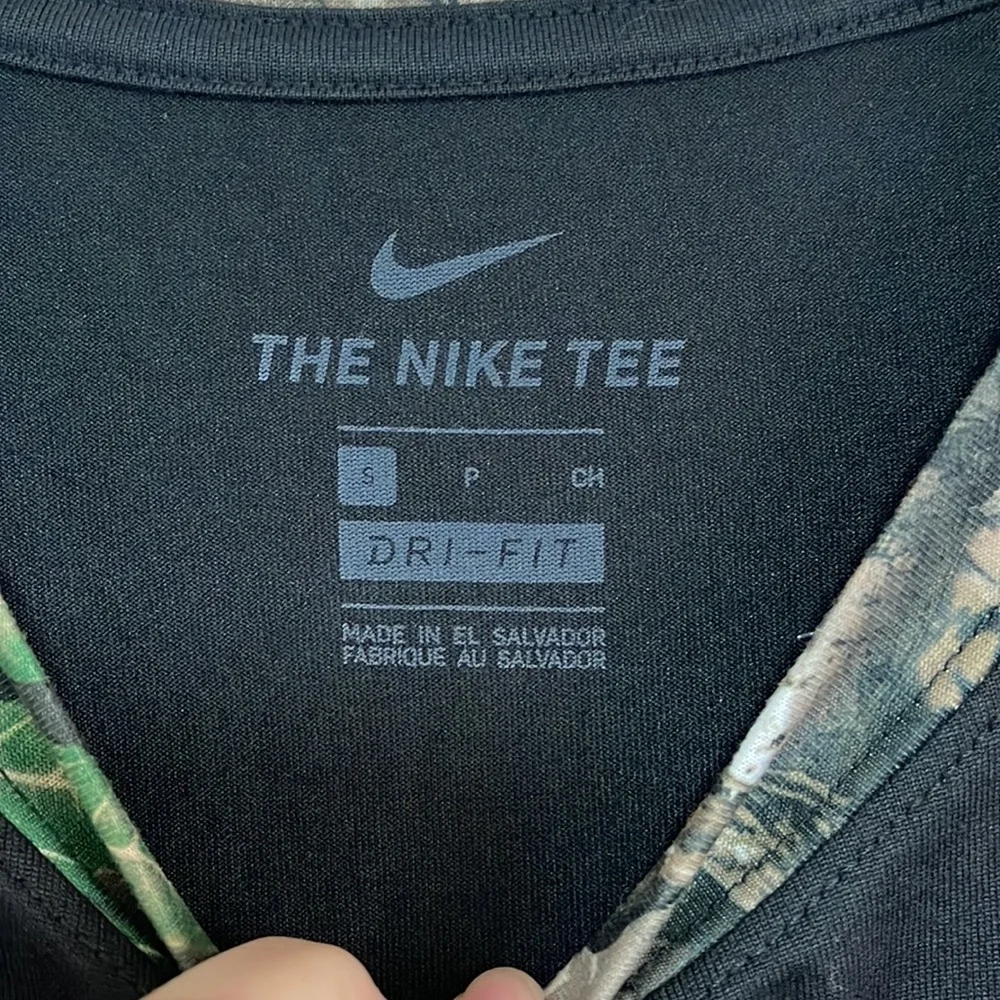 THE NIKE TEE
S P CH
DRI-FIT
MADE IN EL SALVADOR
FABRIQUE AU SALVADOR